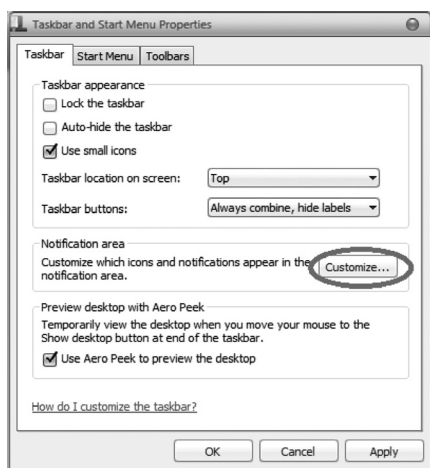 Taskbar and Start Menu Properties
Taskbar Start Menu Toolbars
Taskbar appearance
Lock the taskbar
Auto-hide the taskbar
Use small icons
Taskbar location on screen: Top
Taskbar buttons: Always combine, hide labels
Notification area
Customize which icons and notifications appear in the
notification area.
Customize...
Preview desktop with Aero Peek
Temporarily view the desktop when you move your mouse to the
Show desktop button at end of the taskbar.
Use Aero Peek to preview the desktop
How do I customize the taskbar?
OK Cancel Apply